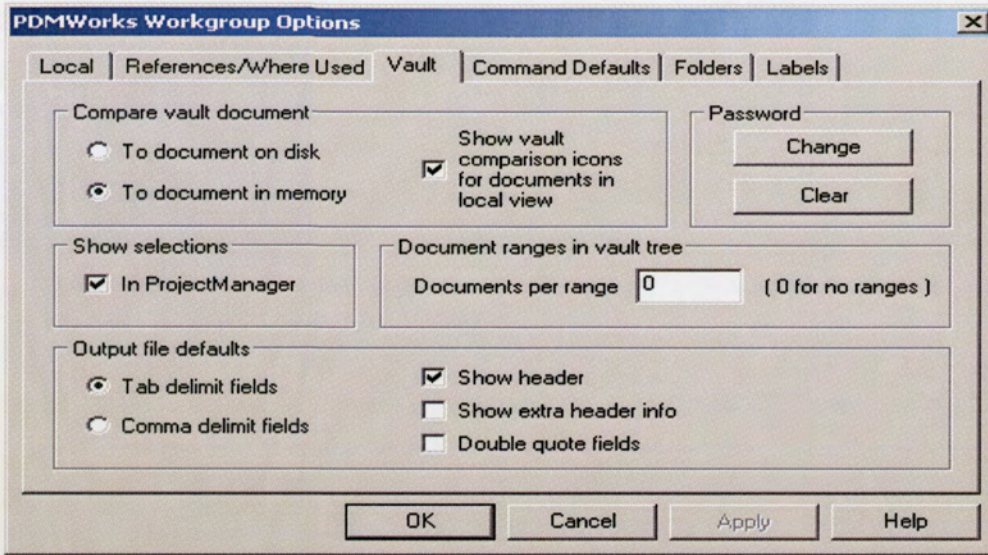 PDMWorks Workgroup Options
Local
References/Where Used
Vault
Command Defaults
Folders
Labels
Compare vault document
To document on disk
To document in memory
Show vault
comparison icons
for documents in
local view
Password
Change
Clear
Show selections
In ProjectManager
Document ranges in vault tree
Documents per range 0 ( 0 for no ranges )
Output file defaults
Tab delimit fields
Comma delimit fields
Show header
Show extra header info
Double quote fields
OK
Cancel
Apply
Help